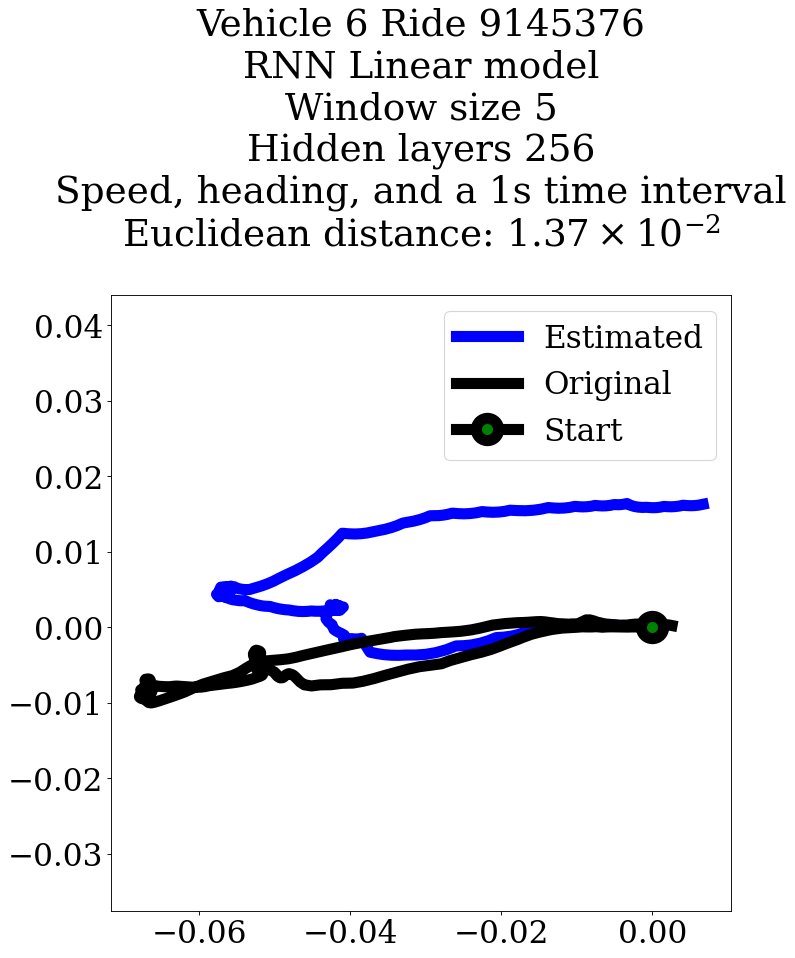 Vehicle 6 Ride 9145376
RNN Linear model
Window size 5
Hidden layers 256
Speed, heading, and a 1s time interval
Euclidean distance: 1.37 × 10⁻²
Estimated
Original
Start
0.04
0.03
0.02
0.01
0.00
−0.01
−0.02
−0.03
−0.06 −0.04 −0.02 0.00